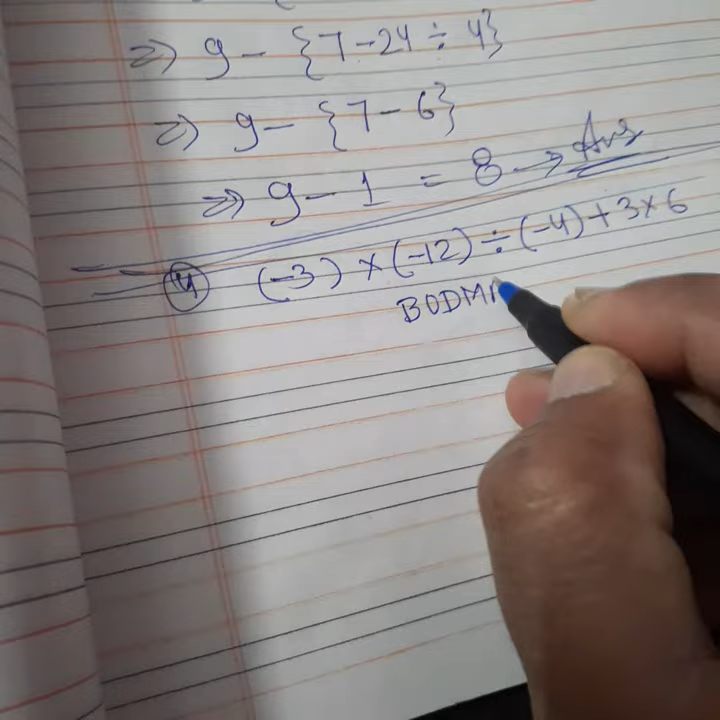 ⇒ 9 - {7 - 24 ÷ 4}
⇒ 9 - {7 - 6}
⇒ 9 - 1 = 8 → Ans
4 (-3) × (-12) ÷ (-4) + 3 × 6
BODM